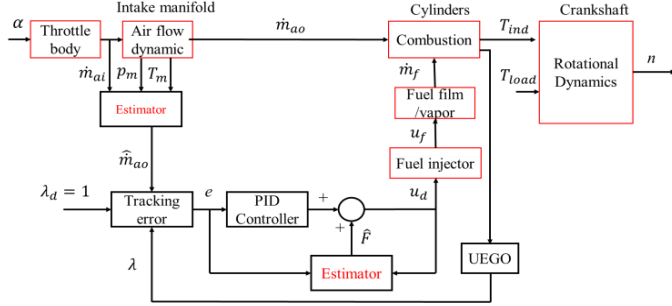 Intake manifold
Cylinders
Crankshaft
α
Throttle
body
Air flow
dynamic
ṁ_ao
Combustion
T_ind
Rotational
Dynamics
n
ṁ_ai
p_m
T_m
ṁ_f
T_load
Estimator
Fuel film
/vapor
u_f
m̂̇_ao
Fuel injector
λ_d = 1
Tracking
error
e
PID
Controller
+
u_d
+
F̂
UEGO
λ
Estimator